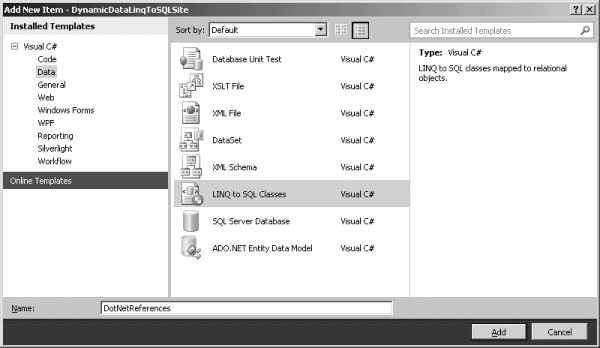 Add New Item - DynamicDataLinqToSQLSite
Installed Templates
Sort by: Default
Search Installed Templates
Visual C#
Code
Data
General
Web
Windows Forms
WPF
Reporting
Silverlight
Workflow
Online Templates
Database Unit Test Visual C#
XSLT File Visual C#
XML File Visual C#
DataSet Visual C#
XML Schema Visual C#
LINQ to SQL Classes Visual C#
SQL Server Database Visual C#
ADO.NET Entity Data Model Visual C#
Type: Visual C#
LINQ to SQL classes mapped to relational
objects.
Name: DotNetReferences
Add Cancel